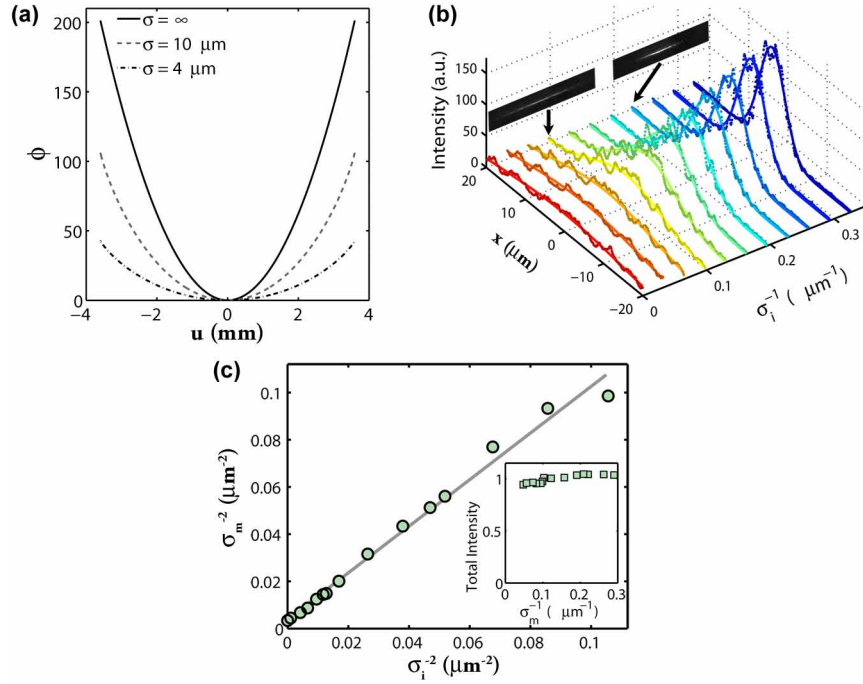 (a)
σ = ∞
σ = 10 μm
σ = 4 μm
200
150
100
50
0
ϕ
−4
−2
0
2
4
u (mm)
(b)
Intensity (a.u.)
150
100
50
0
20
10
0
−10
−20
x (μm)
0
0.1
0.2
0.3
σi⁻¹ ( μm⁻¹)
(c)
0.1
0.08
0.06
0.04
0.02
0
σm⁻² (μm⁻²)
0
0.02
0.04
0.06
0.08
0.1
σi⁻² (μm⁻²)
Total Intensity
1
0.5
0
0
0.1
0.2
0.3
σm⁻¹ ( μm⁻¹)